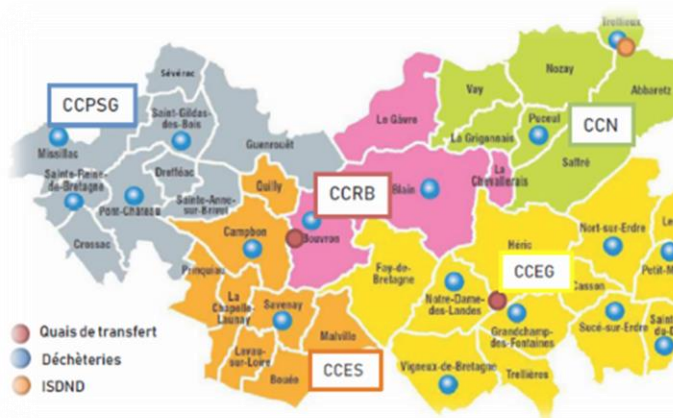 Treffieux
Sévérac
Nozay
Vay
Abbaretz
CCPSG
Saint-Gildas-
des-Bois
Le Gâvre
Puceul
CCN
Guenrouët
La Grigonnais
Missillac
Drefféac
Saffré
Sainte-Reine-
de-Bretagne
Quilly
CCRB
Blain
La
Chevallerais
Pont-Château
Sainte-Anne-
sur-Brivet
Campbon
Bouvron
Nort-sur-Erdre
Crossac
Héric
Fay-de-
Bretagne
CCEG
Petit-M
Prinquiau
Casson
Notre-Dame-
des-Landes
La
Chapelle-
Launay
Savenay
Sucé-sur-Erdre
Quais de transfert
Malville
Grandchamp-
des-Fontaines
Déchèteries
Lavau-
sur-Loire
CCES
Vigneux-de-Bretagne
Treillières
ISDND
Bouée